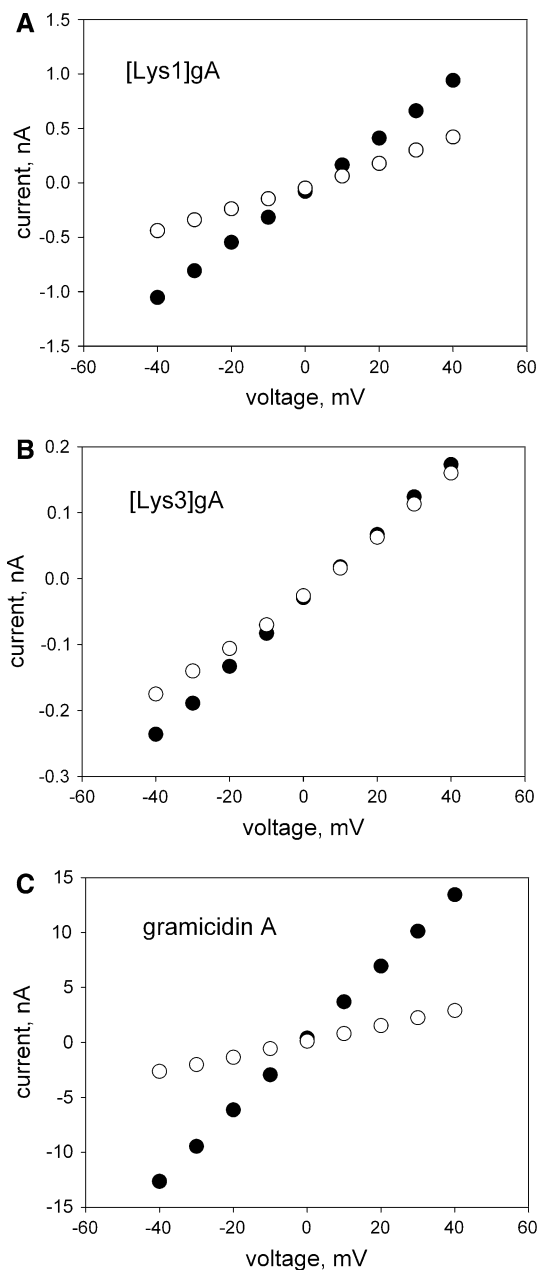 A
[Lys1]gA
1.5
1.0
0.5
0.0
-0.5
-1.0
-1.5
current, nA
-60 -40 -20 0 20 40 60
voltage, mV
B
[Lys3]gA
0.2
0.1
0.0
-0.1
-0.2
-0.3
current, nA
-60 -40 -20 0 20 40 60
voltage, mV
C
gramicidin A
15
10
5
0
-5
-10
-15
current, nA
-60 -40 -20 0 20 40 60
voltage, mV